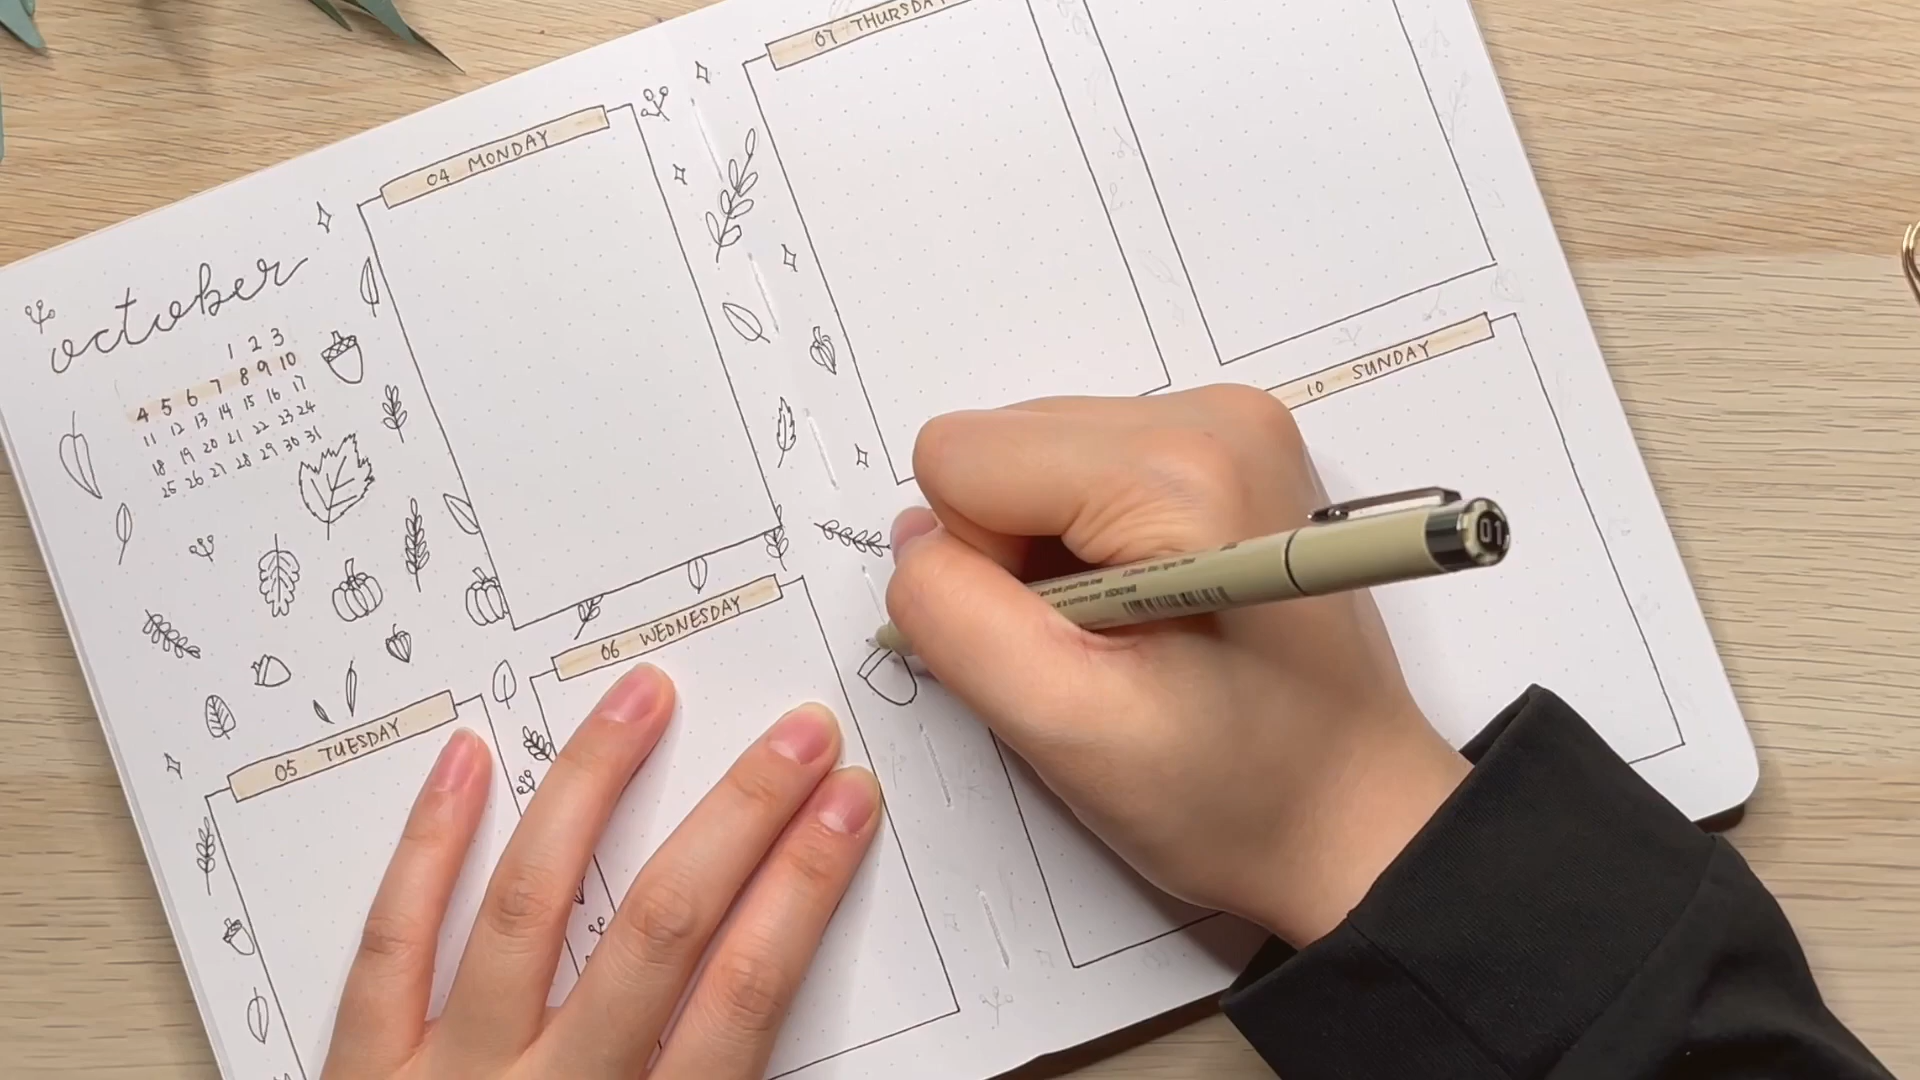 october
1 2 3
4 5 6 7 8 9 10
11 12 13 14 15 16 17
18 19 20 21 22 23 24
25 26 27 28 29 30 31
04 MONDAY
05 TUESDAY
06 WEDNESDAY
07 THURSDAY
10 SUNDAY
01